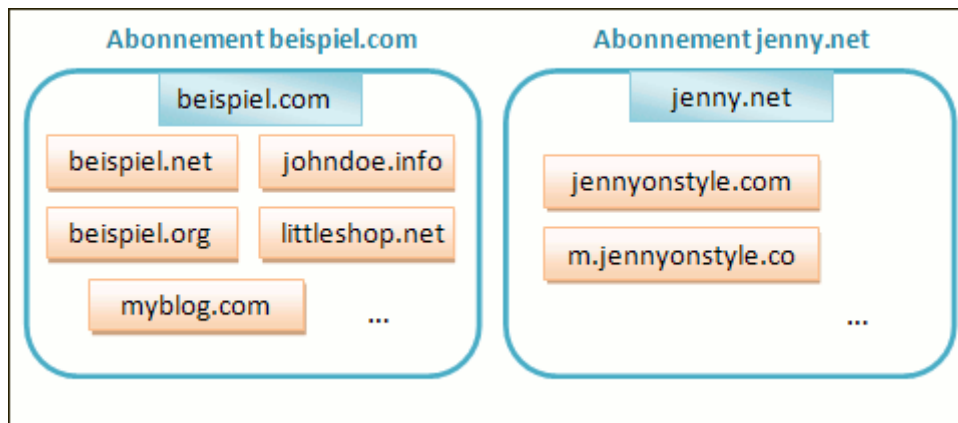 Abonnement beispiel.com
beispiel.com
beispiel.net
johndoe.info
beispiel.org
littleshop.net
myblog.com
...
Abonnement jenny.net
jenny.net
jennyonstyle.com
m.jennyonstyle.co
...